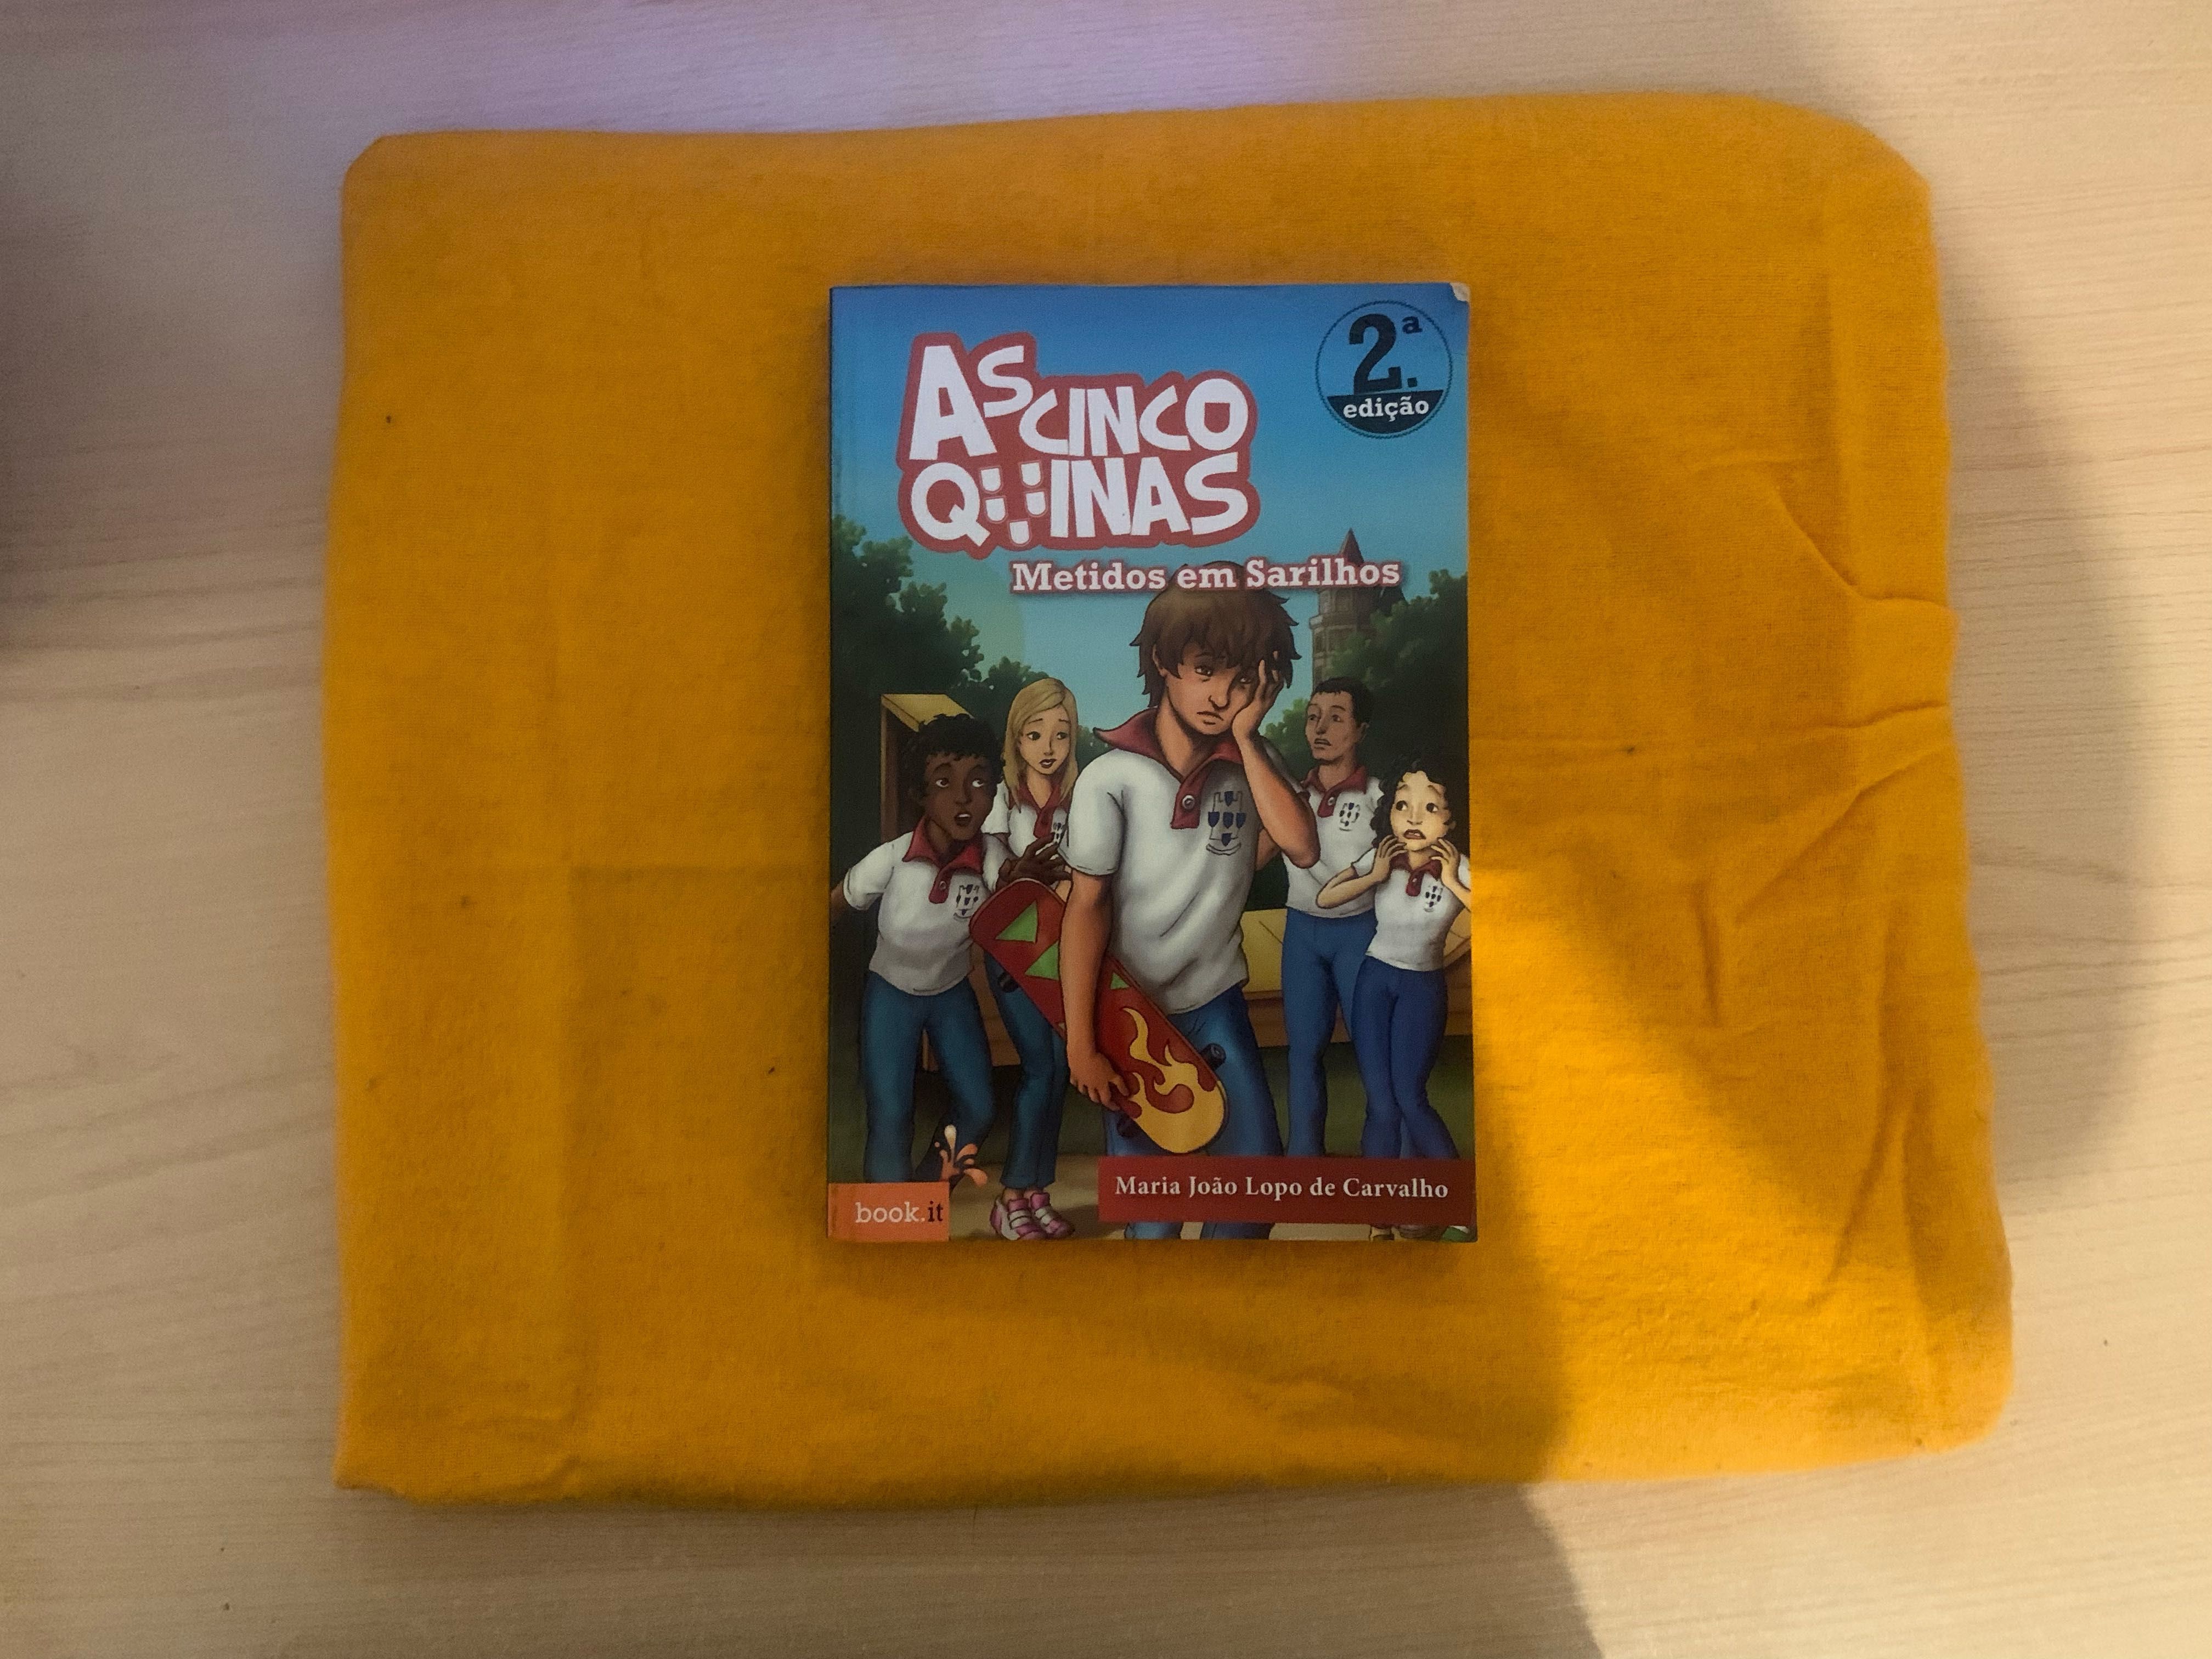 2.ª
edição
AS CINCO
QUINAS
Metidos em Sarilhos
Maria João Lopo de Carvalho
book.it